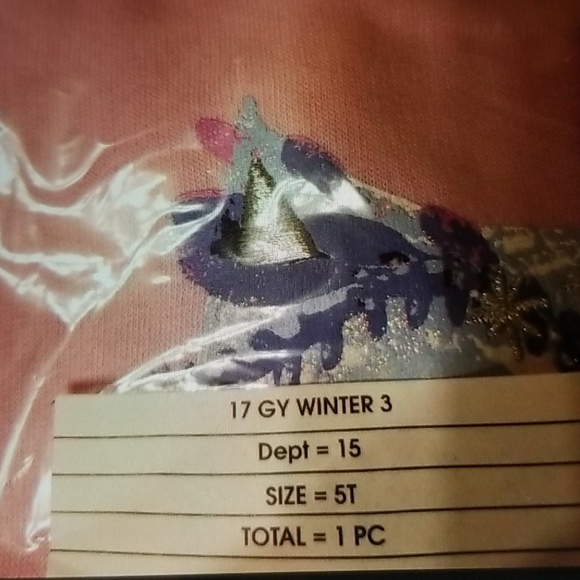 17 GY WINTER 3
Dept = 15
SIZE = 5T
TOTAL = 1 PC